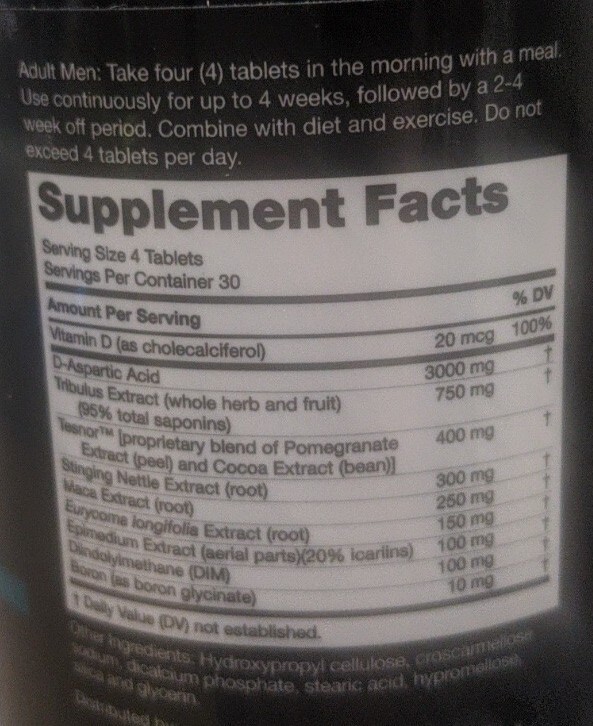 Adult Men: Take four (4) tablets in the morning with a meal.
Use continuously for up to 4 weeks, followed by a 2-4
week off period. Combine with diet and exercise. Do not
exceed 4 tablets per day.
Supplement Facts
Serving Size 4 Tablets
Servings Per Container 30
Amount Per Serving % DV
Vitamin D (as cholecalciferol) 20 mcg 100%
D-Aspartic Acid 3000 mg †
Tribulus Extract (whole herb and fruit) 750 mg †
(95% total saponins)
Tesnor™ [proprietary blend of Pomegranate 400 mg †
Extract (peel) and Cocoa Extract (bean)]
Stinging Nettle Extract (root) 300 mg †
Maca Extract (root) 250 mg †
Eurycoma longifolia Extract (root) 150 mg †
Epimedium Extract (aerial parts)(20% icariins) 100 mg †
Diindolylmethane (DIM) 100 mg †
Boron (as boron glycinate) 10 mg †
† Daily Value (DV) not established.
Other ingredients: Hydroxypropyl cellulose, croscarmellose
sodium, dicalcium phosphate, stearic acid, hypromellose,
silica and glycerin.
Distributed by